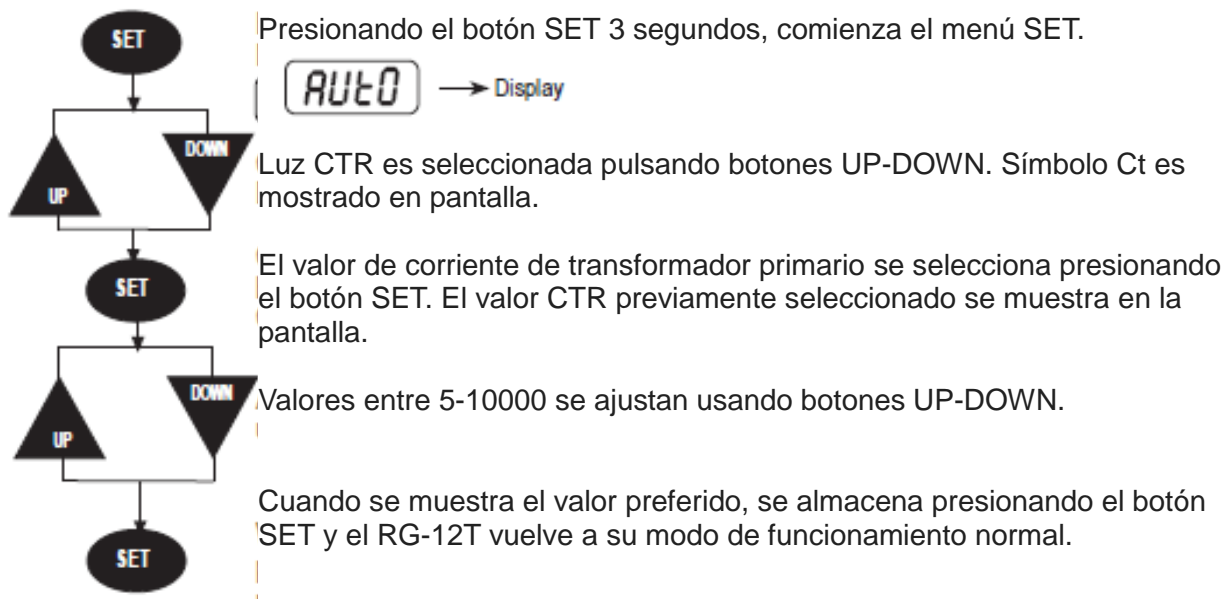 SET
Presionando el botón SET 3 segundos, comienza el menú SET.
AUtO
Display
DOWN
UP
Luz CTR es seleccionada pulsando botones UP-DOWN. Símbolo Ct es
mostrado en pantalla.
SET
El valor de corriente de transformador primario se selecciona presionando
el botón SET. El valor CTR previamente seleccionado se muestra en la
pantalla.
DOWN
UP
Valores entre 5-10000 se ajustan usando botones UP-DOWN.
SET
Cuando se muestra el valor preferido, se almacena presionando el botón
SET y el RG-12T vuelve a su modo de funcionamiento normal.